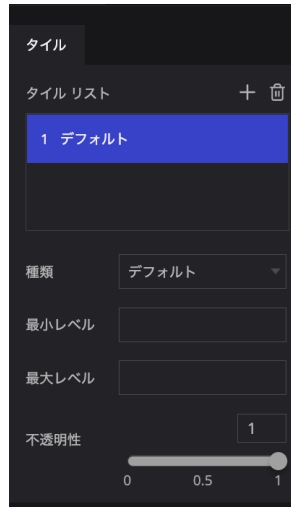 タイル
タイル リスト
1 デフォルト
種類 デフォルト
最小レベル
最大レベル
不透明性 1
0 0.5 1